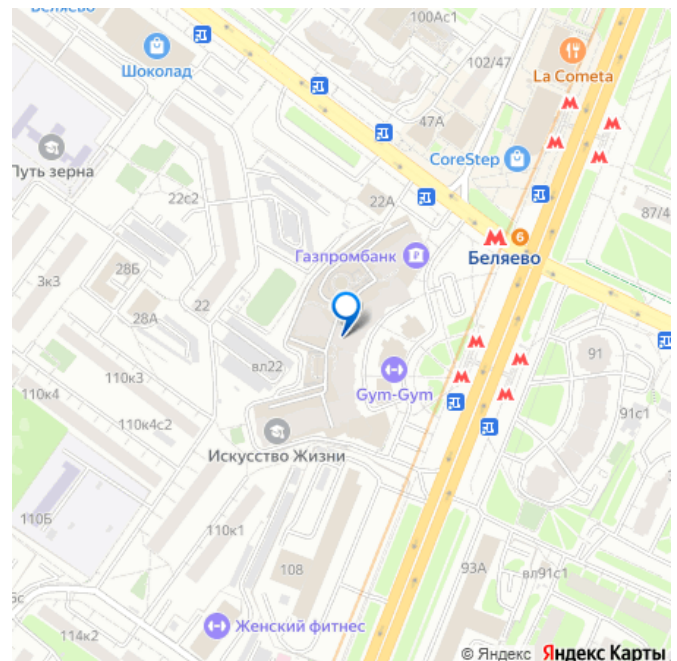 Беляево
100Ас1
102/47
La Cometa
Шоколад
47А
CoreStep
Путь зерна
22с2
22А
87/4
Газпромбанк
6
Беляево
3к3
28Б
22
28А
вл22
91
110к3
Gym-Gym
110к4
91с1
110к4с2
Искусство Жизни
110Б
110к1
108
93А
вл91с1
Женский фитнес
114к2
© Яндекс Яндекс Карты